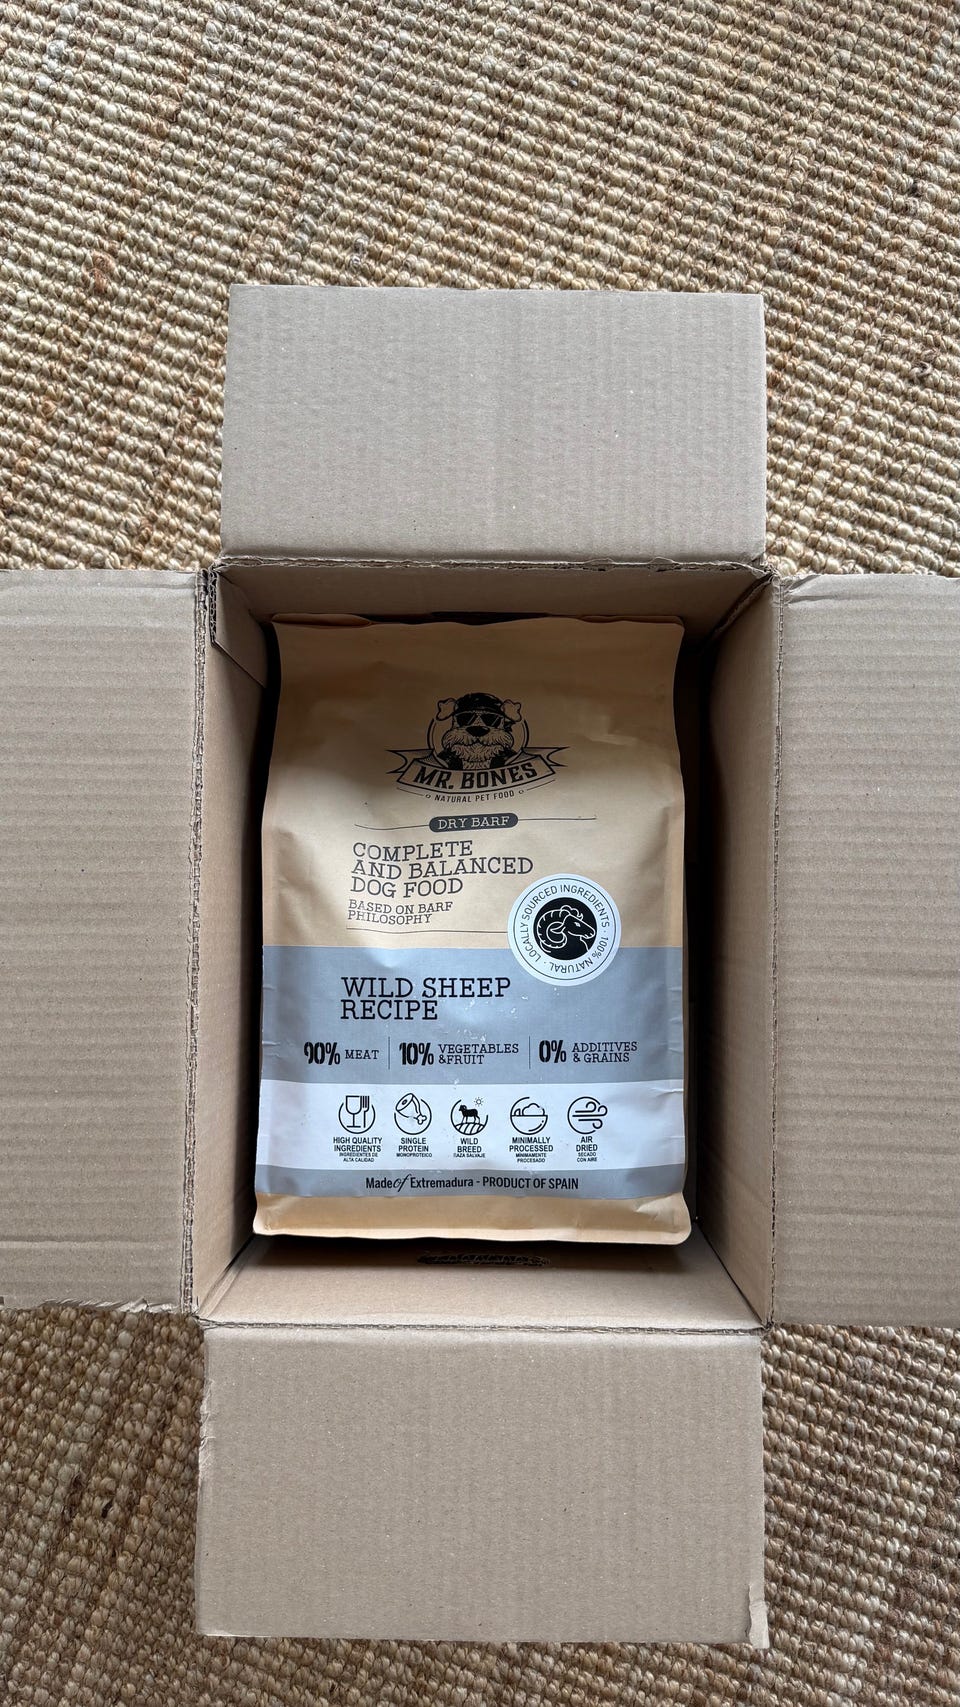 MR. BONES
NATURAL PET FOOD
DRY BARF
COMPLETE
AND BALANCED
DOG FOOD
BASED ON BARF
PHILOSOPHY
LOCALLY SOURCED INGREDIENTS · 100% NATURAL ·
WILD SHEEP
RECIPE
90% MEAT
10% VEGETABLES
&FRUIT
0% ADDITIVES
& GRAINS
HIGH QUALITY
INGREDIENTS
INGREDIENTES DE
ALTA CALIDAD
SINGLE
PROTEIN
MONOPROTEICO
WILD
BREED
RAZA SALVAJE
MINIMALLY
PROCESSED
MÍNIMAMENTE
PROCESADO
AIR
DRIED
SECADO
CON AIRE
Made of Extremadura - PRODUCT OF SPAIN